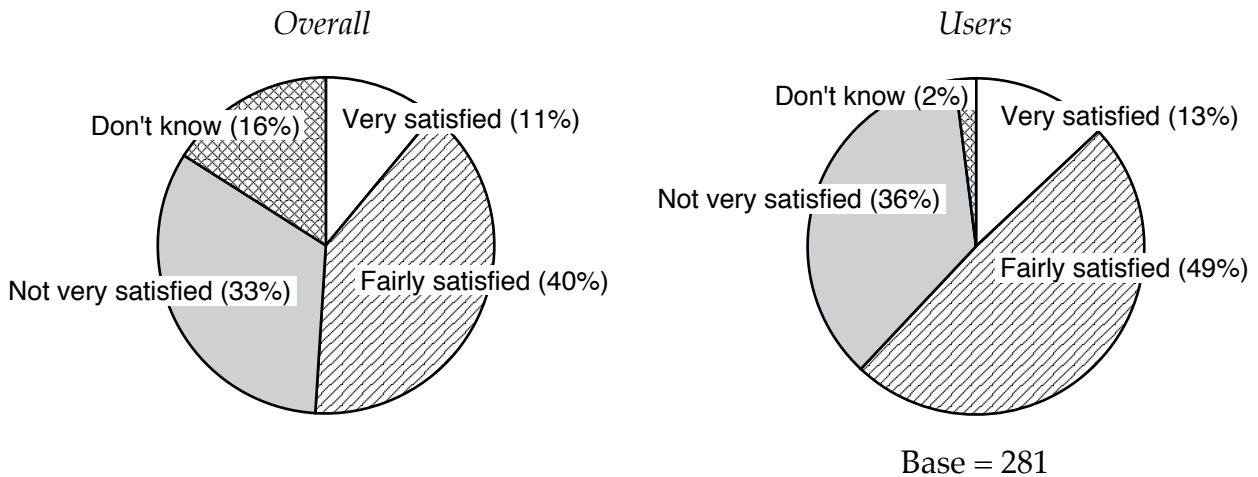 Overall
Don't know (16%)
Very satisfied (11%)
Not very satisfied (33%)
Fairly satisfied (40%)
Users
Don't know (2%)
Very satisfied (13%)
Not very satisfied (36%)
Fairly satisfied (49%)
Base = 281